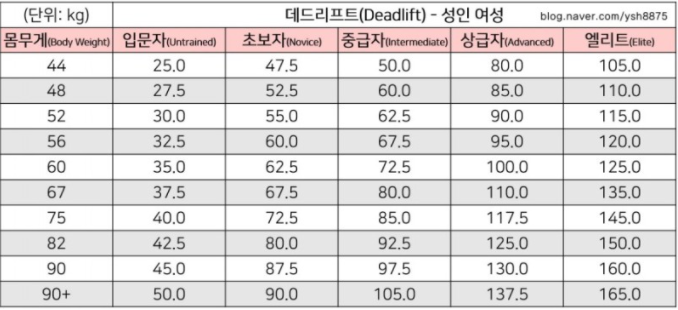 (단위: kg) 데드리프트(Deadlift) - 성인 여성 blog.naver.com/ysh8875
몸무게(Body Weight) 입문자(Untrained) 초보자(Novice) 중급자(Intermediate) 상급자(Advanced) 엘리트(Elite)
44 25.0 47.5 50.0 80.0 105.0
48 27.5 52.5 60.0 85.0 110.0
52 30.0 55.0 62.5 90.0 115.0
56 32.5 60.0 67.5 95.0 120.0
60 35.0 62.5 72.5 100.0 125.0
67 37.5 67.5 80.0 110.0 135.0
75 40.0 72.5 85.0 117.5 145.0
82 42.5 80.0 92.5 125.0 150.0
90 45.0 87.5 97.5 130.0 160.0
90+ 50.0 90.0 105.0 137.5 165.0